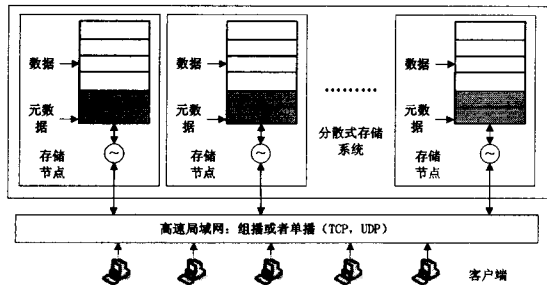 数据
元数
据
存储
节点
数据
元数
据
存储
节点
………
分散式存储
系统
数据
元数
据
存储
节点
高速局域网：组播或者单播（TCP，UDP）
客户端